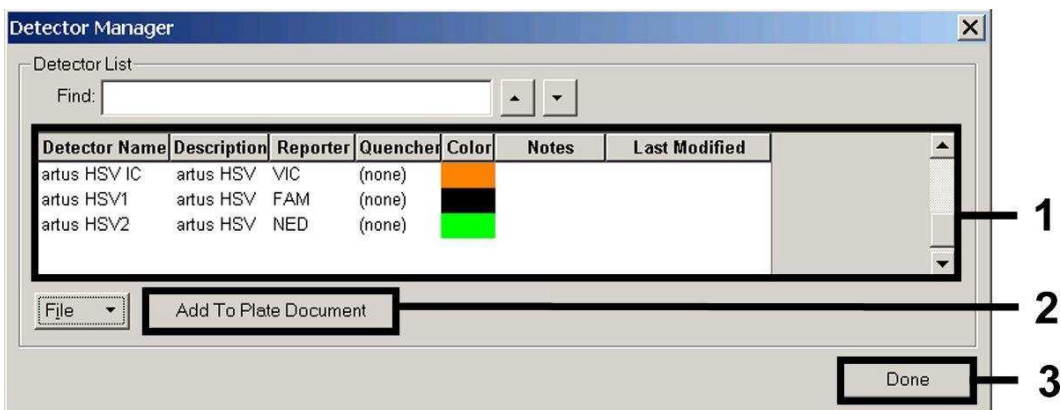 Detector Manager
Detector List
Find:
Detector Name Description Reporter Quencher Color Notes Last Modified
artus HSV IC artus HSV VIC (none)
artus HSV1 artus HSV FAM (none)
artus HSV2 artus HSV NED (none)
1
File Add To Plate Document
2
Done
3